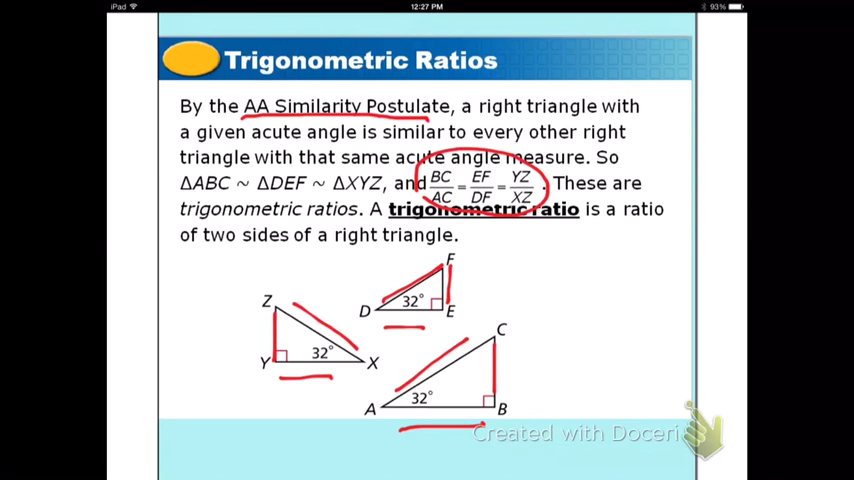 iPad
12:27 PM
93%
Trigonometric Ratios
By the AA Similarity Postulate, a right triangle with
a given acute angle is similar to every other right
triangle with that same acute angle measure. So
ΔABC ~ ΔDEF ~ ΔXYZ, and BC/AC = EF/DF = YZ/XZ . These are
trigonometric ratios. A trigonometric ratio is a ratio
of two sides of a right triangle.
F
D 32° E
Z
Y 32° X
C
A 32° B
Created with Doceri